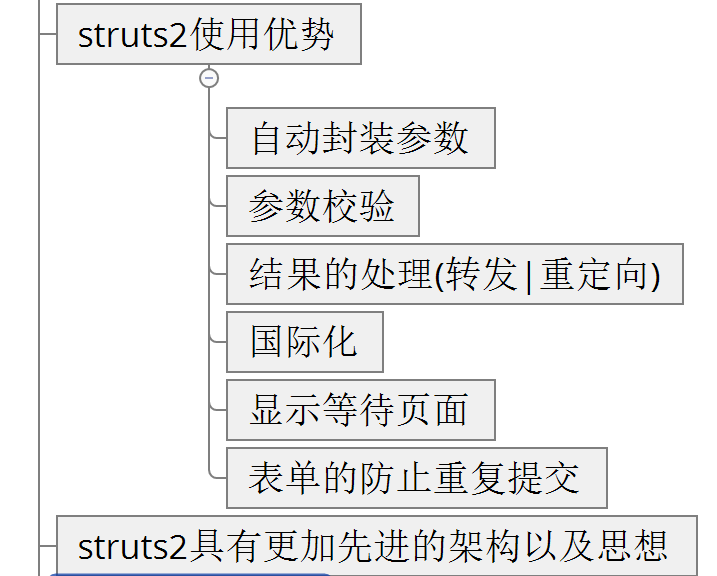 struts2使用优势
自动封装参数
参数校验
结果的处理(转发|重定向)
国际化
显示等待页面
表单的防止重复提交
struts2具有更加先进的架构以及思想